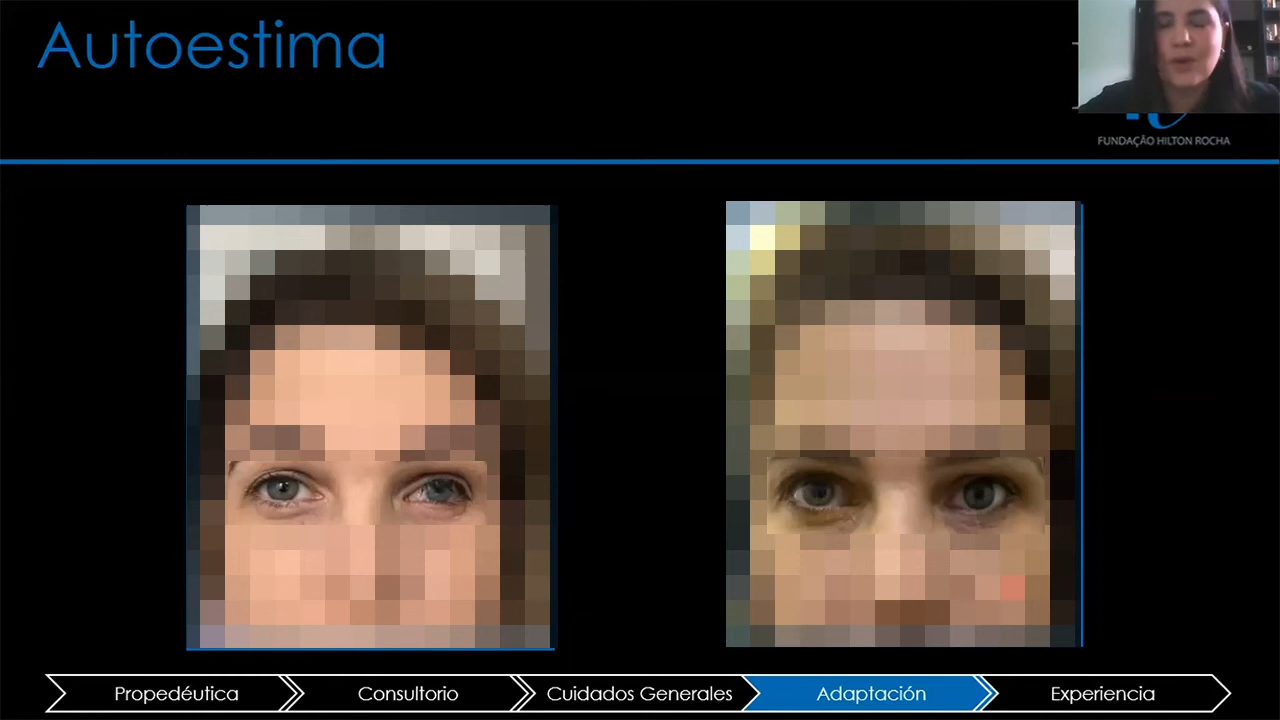 Autoestima
FUNDAÇÃO HILTON ROCHA
Propedéutica
Consultorio
Cuidados Generales
Adaptación
Experiencia